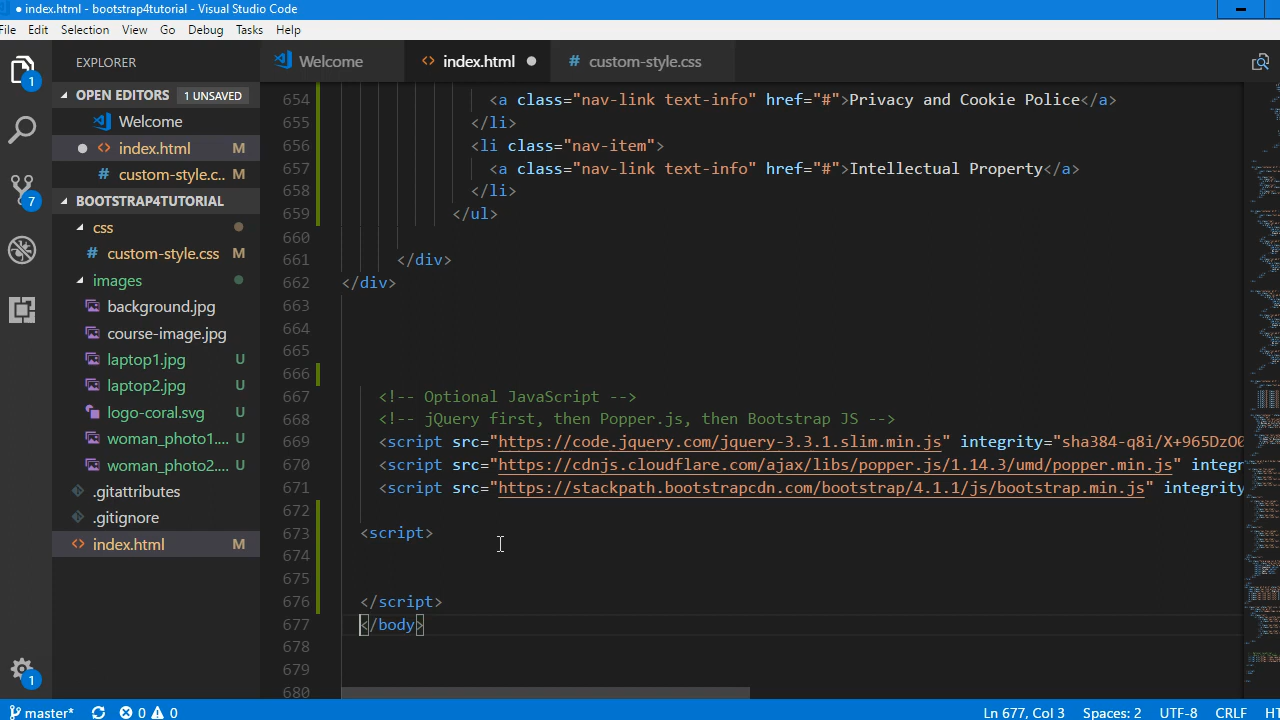 ● index.html - bootstrap4tutorial - Visual Studio Code
File Edit Selection View Go Debug Tasks Help
EXPLORER
Welcome
<> index.html ●
# custom-style.css
1
OPEN EDITORS 1 UNSAVED
Welcome
● <> index.html M
# custom-style.c... M
7
BOOTSTRAP4TUTORIAL
css
# custom-style.css M
images
background.jpg
course-image.jpg
laptop1.jpg U
laptop2.jpg U
logo-coral.svg U
woman_photo1.... U
woman_photo2.... U
.gitattributes
.gitignore
<> index.html M
1
654 <a class="nav-link text-info" href="#">Privacy and Cookie Police</a>
655 </li>
656 <li class="nav-item">
657 <a class="nav-link text-info" href="#">Intellectual Property</a>
658 </li>
659 </ul>
660
661 </div>
662 </div>
663
664
665
666
667 <!-- Optional JavaScript -->
668 <!-- jQuery first, then Popper.js, then Bootstrap JS -->
669 <script src="https://code.jquery.com/jquery-3.3.1.slim.min.js" integrity="sha384-q8i/X+965DzO0
670 <script src="https://cdnjs.cloudflare.com/ajax/libs/popper.js/1.14.3/umd/popper.min.js" integr
671 <script src="https://stackpath.bootstrapcdn.com/bootstrap/4.1.1/js/bootstrap.min.js" integrity
672
673 <script>
674
675
676 </script>
677 </body>
678
679
680
master* 0 0 Ln 677, Col 3 Spaces: 2 UTF-8 CRLF HT